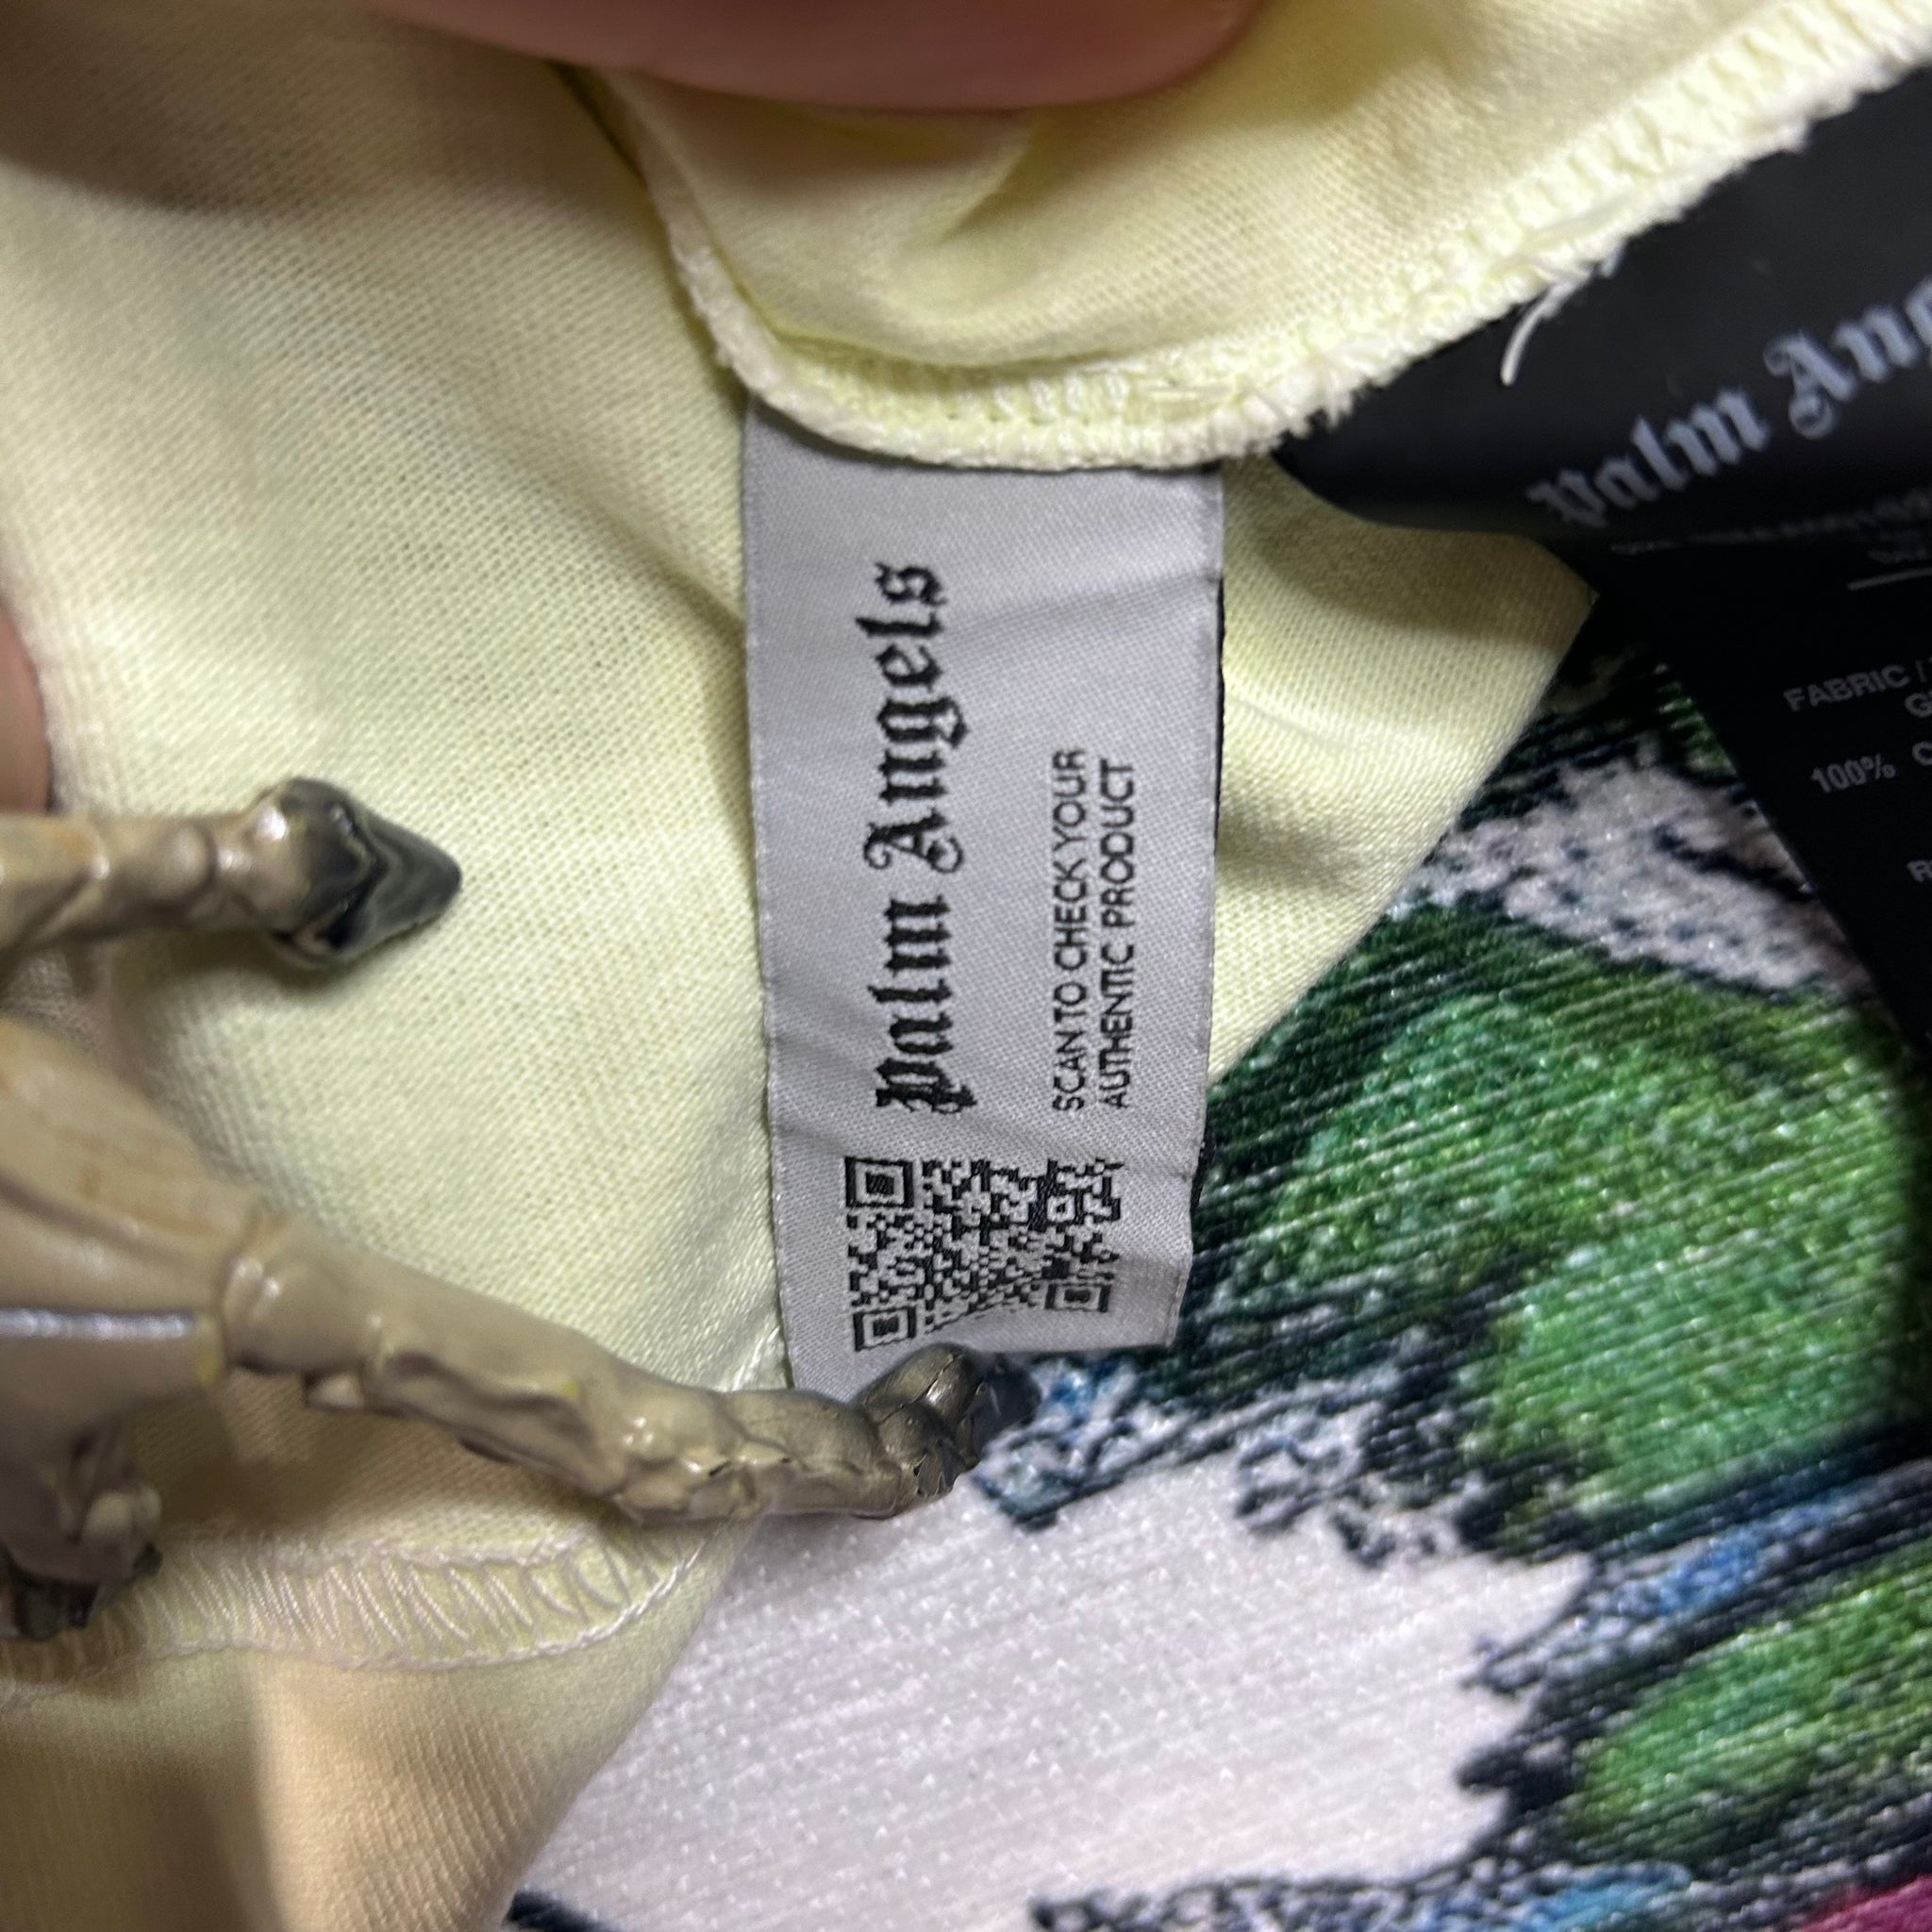 Palm Angels
SCAN TO CHECK YOUR
AUTHENTIC PRODUCT
Palm Ang
FABRIC /
100% C